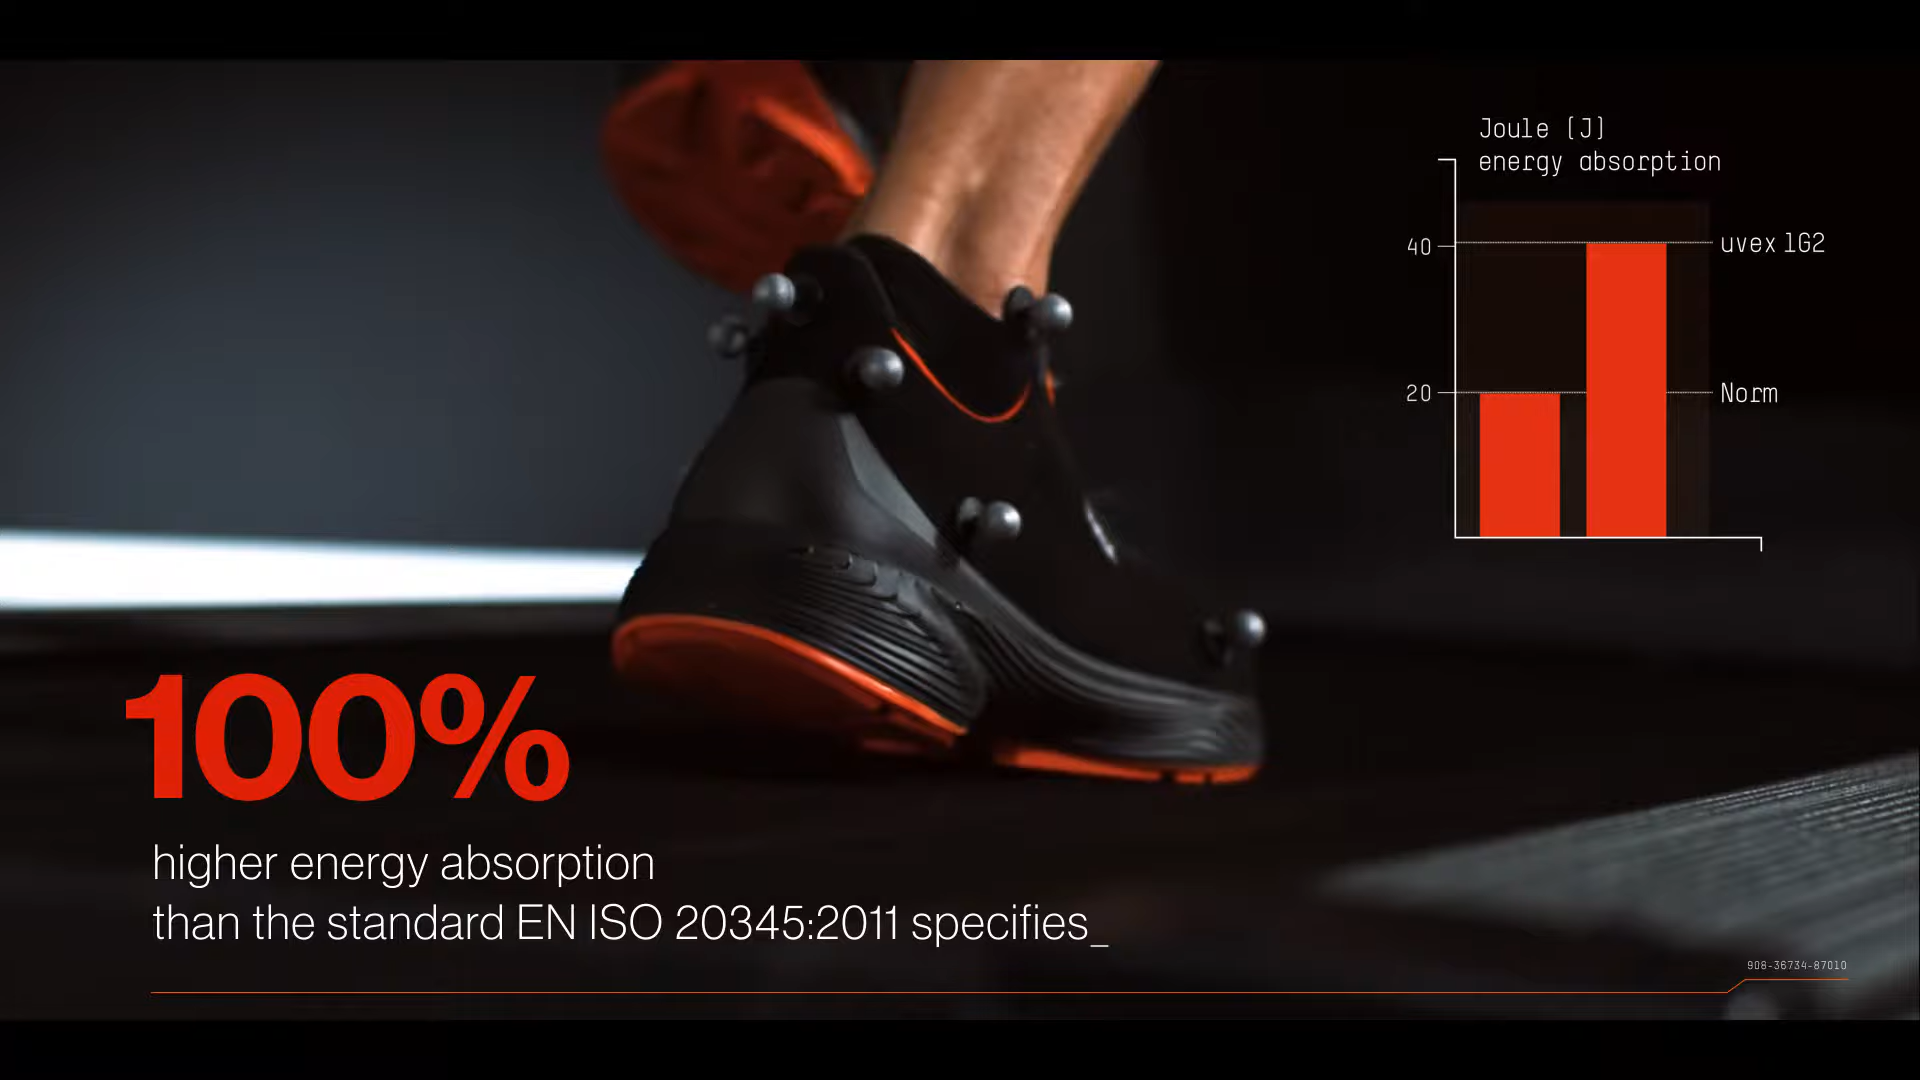 Joule (J)
energy absorption
40
uvex 1G2
20
Norm
100%
higher energy absorption
than the standard EN ISO 20345:2011 specifies_
908-36734-87010